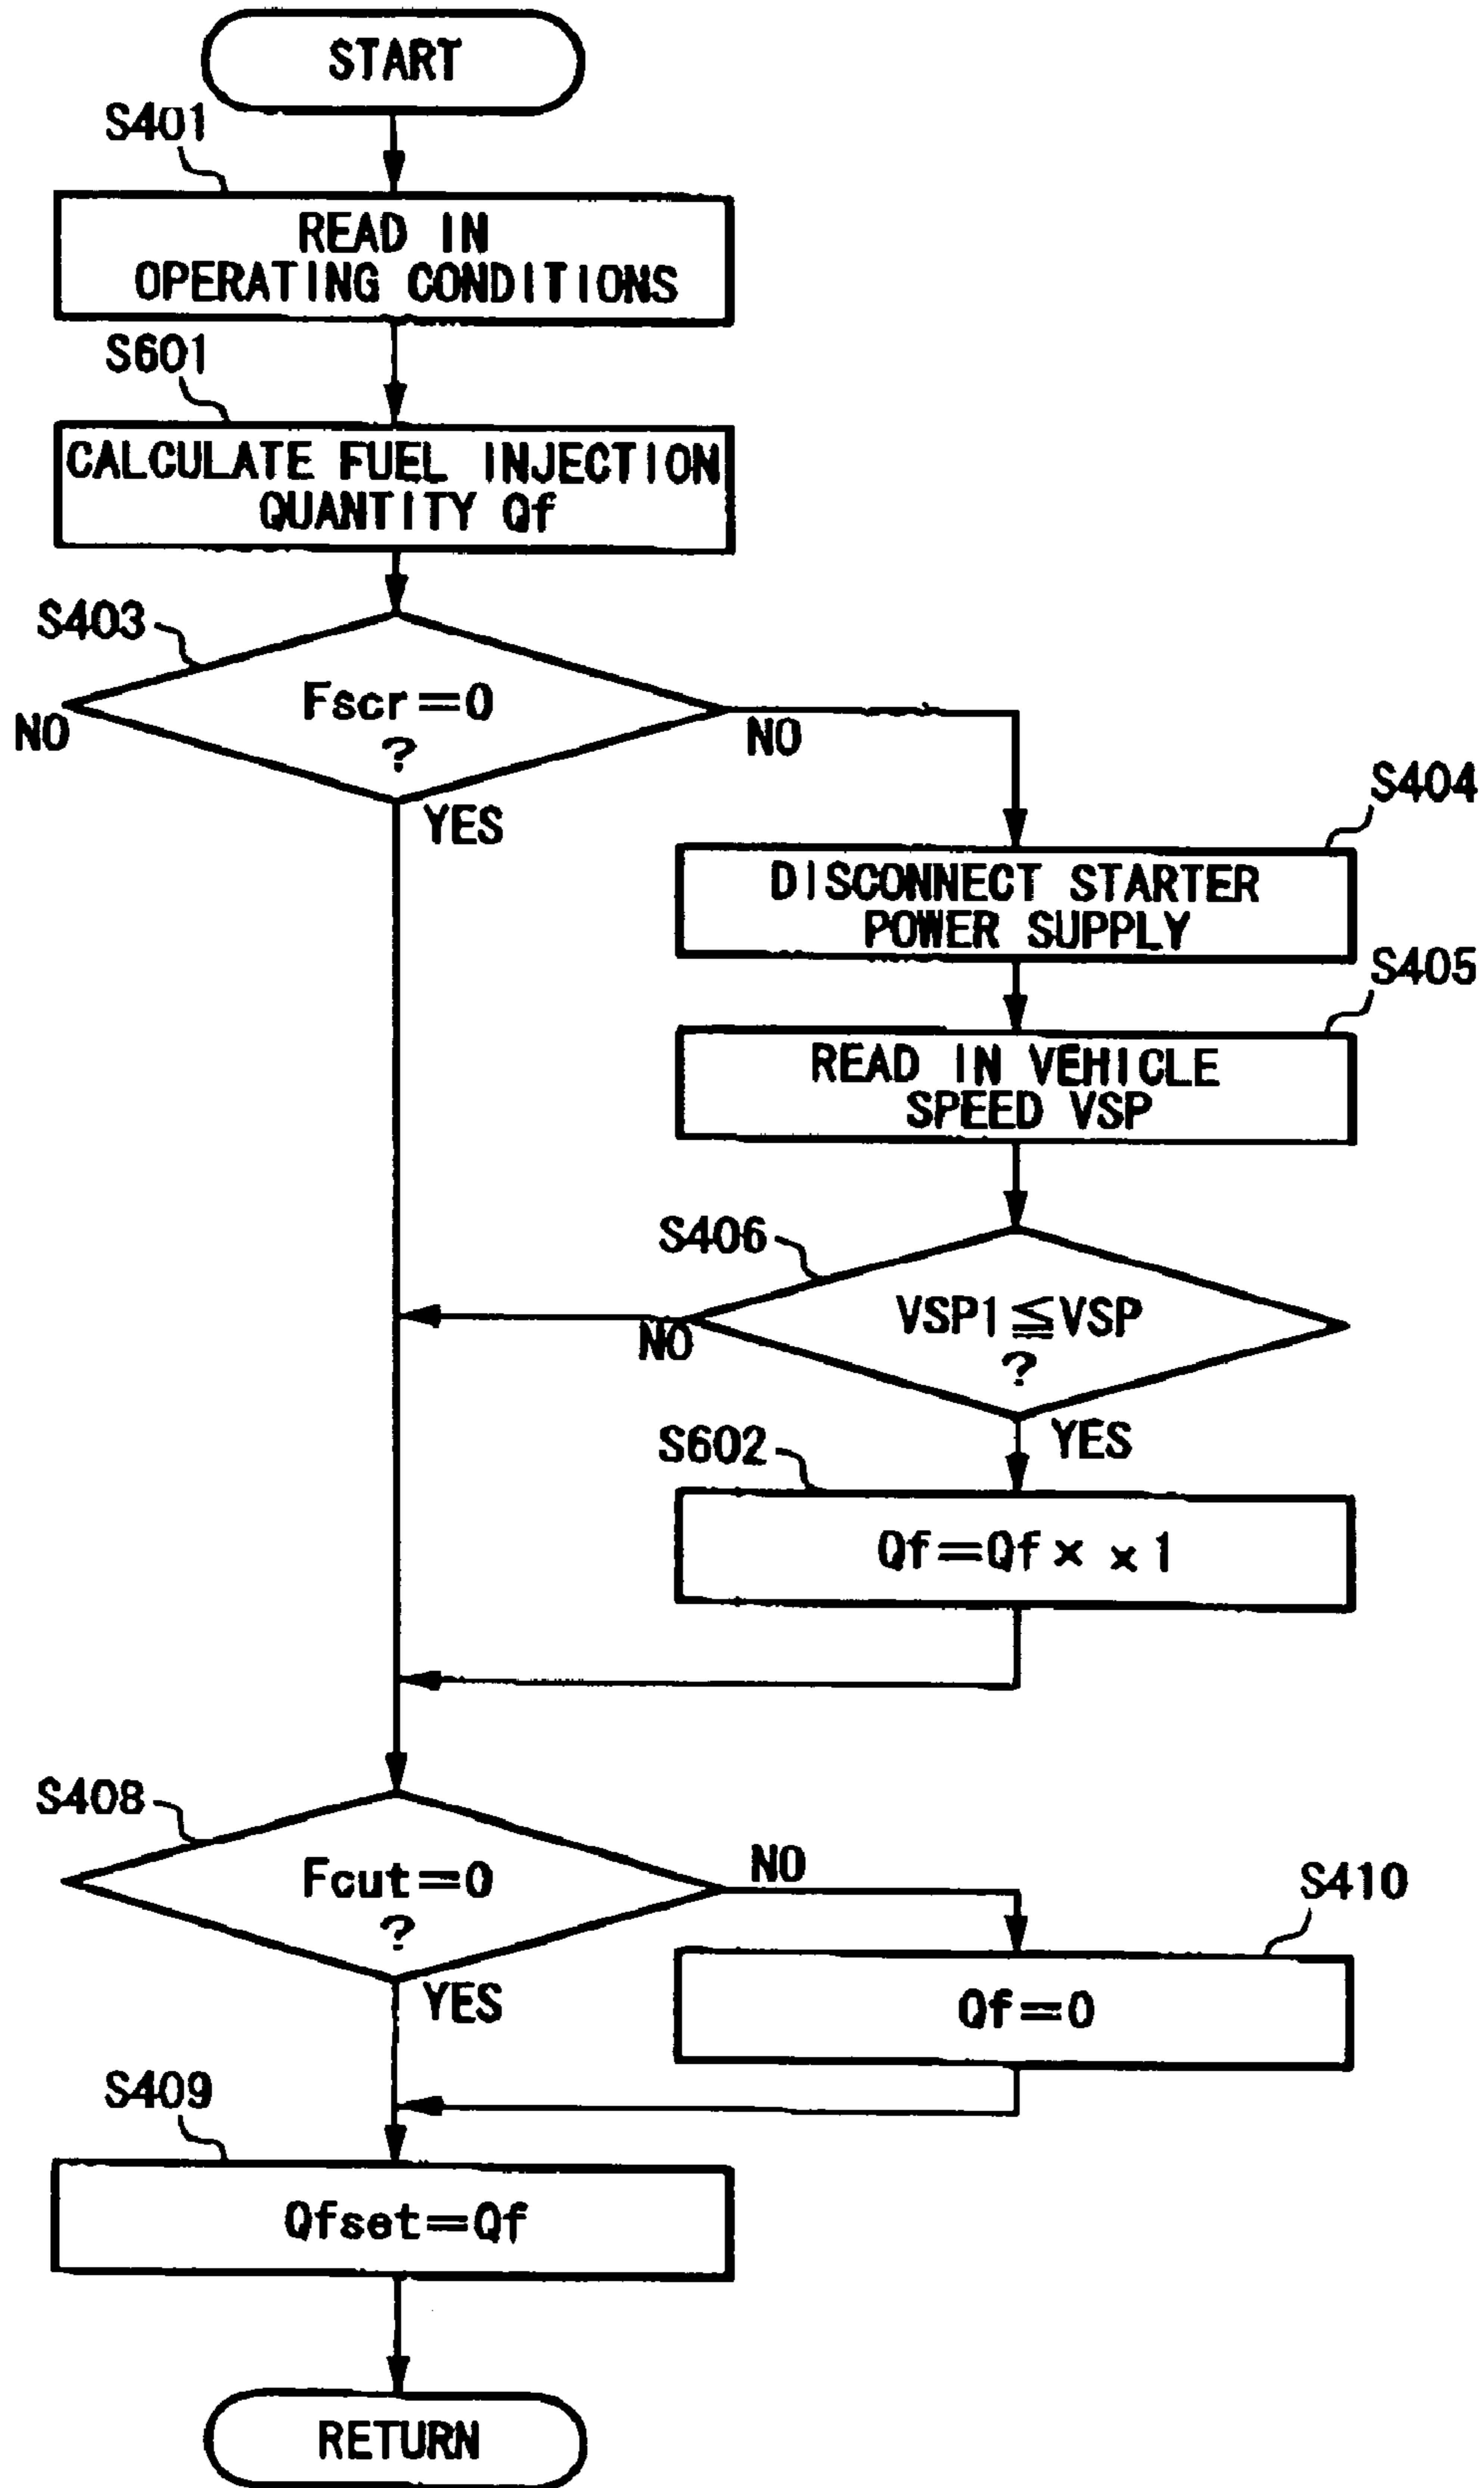 START
S401
READ IN
OPERATING CONDITIONS
S601
CALCULATE FUEL INJECTION
QUANTITY Qf
S403
Fscr=0
?
NO
NO
YES
S404
DISCONNECT STARTER
POWER SUPPLY
S405
READ IN VEHICLE
SPEED VSP
S406
VSP1≦VSP
?
NO
YES
S602
Qf=Qf× ×1
S408
Fcut=0
?
NO
YES
S410
Qf=0
S409
Qfset=Qf
RETURN